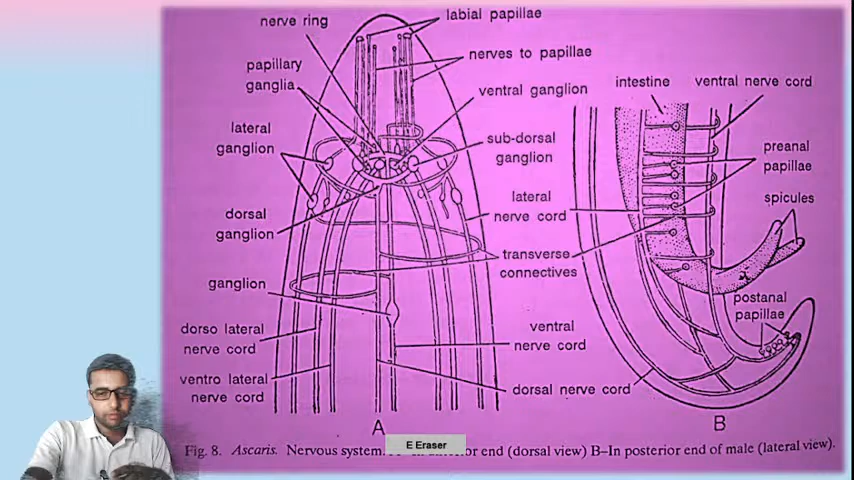 nerve ring
labial papillae
nerves to papillae
papillary
ganglia
ventral ganglion
lateral
ganglion
sub-dorsal
ganglion
lateral
nerve cord
dorsal
ganglion
transverse
connectives
ganglion
dorso lateral
nerve cord
ventral
nerve cord
ventro lateral
nerve cord
dorsal nerve cord
A
intestine
ventral nerve cord
preanal
papillae
spicules
postanal
papillae
B
E Eraser
Fig. 8. Ascaris. Nervous system. end (dorsal view) B–In posterior end of male (lateral view).